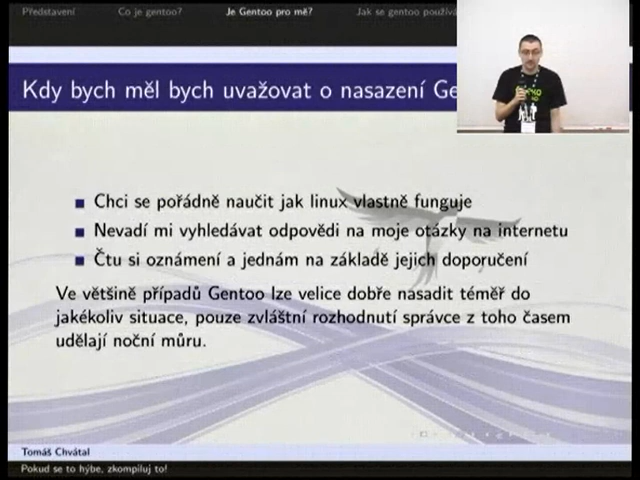 Představení Co je gentoo? Je Gentoo pro mě? Jak se gentoo používá
Kdy bych měl bych uvažovat o nasazení Ge
Chci se pořádně naučit jak linux vlastně funguje
Nevadí mi vyhledávat odpovědi na moje otázky na internetu
Čtu si oznámení a jednám na základě jejich doporučení
Ve většině případů Gentoo lze velice dobře nasadit téměř do
jakékoliv situace, pouze zvláštní rozhodnutí správce z toho časem
udělají noční můru.
Tomáš Chvátal
Pokud se to hýbe, zkompiluj to!